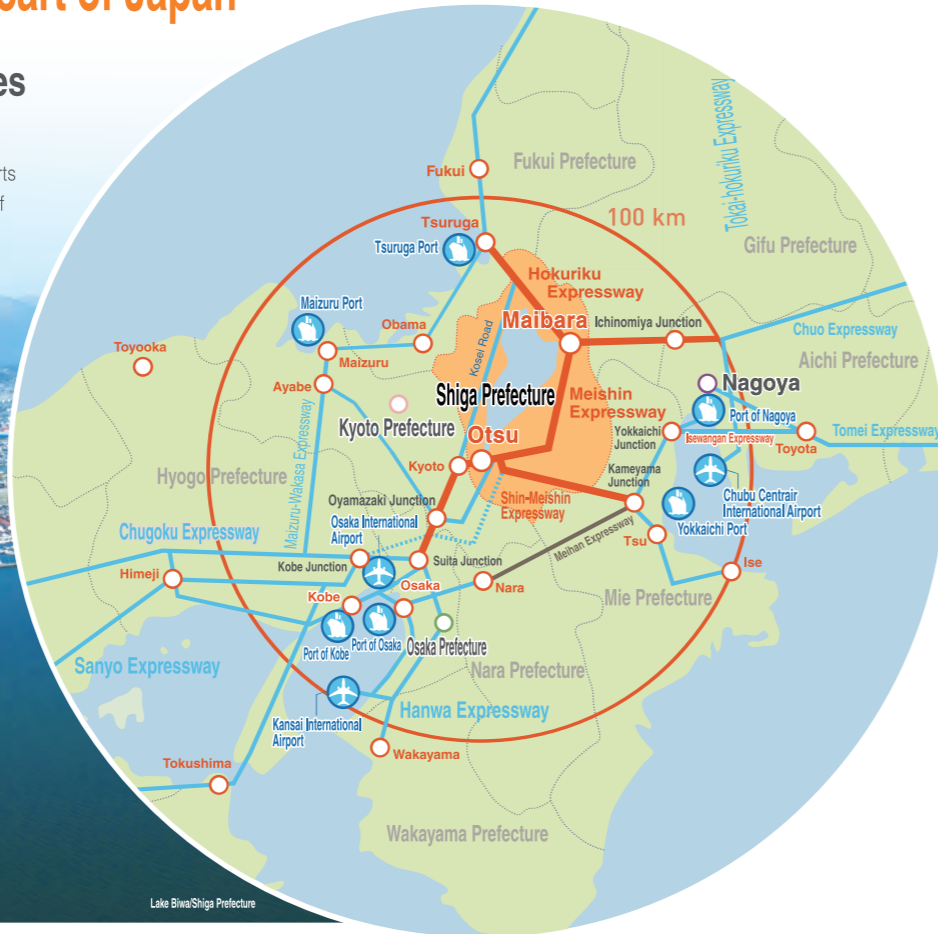 eart of Japan
es
rts
f
Fukui
Fukui Prefecture
Tokai-hokuriku Expressway
100 km
Tsuruga
Tsuruga Port
Gifu Prefecture
Hokuriku
Expressway
Maizuru Port
Maibara
Ichinomiya Junction
Chuo Expressway
Obama
Kosei Road
Toyooka
Maizuru
Aichi Prefecture
Ayabe
Shiga Prefecture
Nagoya
Meishin
Expressway
Port of Nagoya
Kyoto Prefecture
Otsu
Yokkaichi
Junction
Isewangan Expressway
Tomei Expressway
Toyota
Kyoto
Kameyama
Junction
Hyogo Prefecture
Maizuru-Wakasa Expressway
Oyamazaki Junction
Shin-Meishin
Expressway
Chubu Centrair
International Airport
Osaka International
Airport
Yokkaichi Port
Chugoku Expressway
Meihan Expressway
Tsu
Kobe Junction
Suita Junction
Ise
Himeji
Osaka
Nara
Kobe
Mie Prefecture
Port of Kobe
Port of Osaka
Osaka Prefecture
Sanyo Expressway
Nara Prefecture
Hanwa Expressway
Kansai International
Airport
Wakayama
Tokushima
Wakayama Prefecture
Lake Biwa/Shiga Prefecture